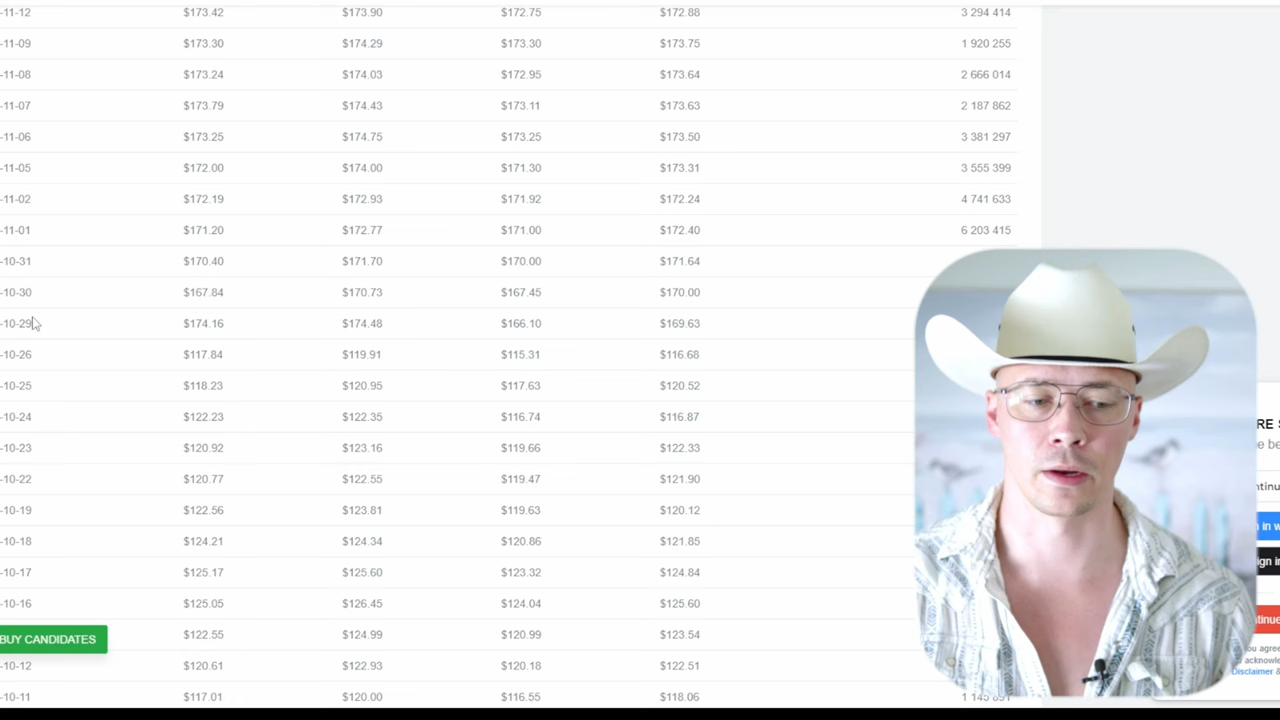 -11-12 $173.42 $173.90 $172.75 $172.88 3 294 414
-11-09 $173.30 $174.29 $173.30 $173.75 1 920 255
-11-08 $173.24 $174.03 $172.95 $173.64 2 666 014
-11-07 $173.79 $174.43 $173.11 $173.63 2 187 862
-11-06 $173.25 $174.75 $173.25 $173.50 3 381 297
-11-05 $172.00 $174.00 $171.30 $173.31 3 555 399
-11-02 $172.19 $172.93 $171.92 $172.24 4 741 633
-11-01 $171.20 $172.77 $171.00 $172.40 6 203 415
-10-31 $170.40 $171.70 $170.00 $171.64
-10-30 $167.84 $170.73 $167.45 $170.00
-10-29 $174.16 $174.48 $166.10 $169.63
-10-26 $117.84 $119.91 $115.31 $116.68
-10-25 $118.23 $120.95 $117.63 $120.52
-10-24 $122.23 $122.35 $116.74 $116.87
-10-23 $120.92 $123.16 $119.66 $122.33
-10-22 $120.77 $122.55 $119.47 $121.90
-10-19 $122.56 $123.81 $119.63 $120.12
-10-18 $124.21 $124.34 $120.86 $121.85
-10-17 $125.17 $125.60 $123.32 $124.84
-10-16 $125.05 $126.45 $124.04 $125.60
BUY CANDIDATES $122.55 $124.99 $120.99 $123.54
-10-12 $120.61 $122.93 $120.18 $122.51
-10-11 $117.01 $120.00 $116.55 $118.06
RE S
e be
ntinu
in w
ign in
ntinue
ou agree
acknowle
Disclaimer &